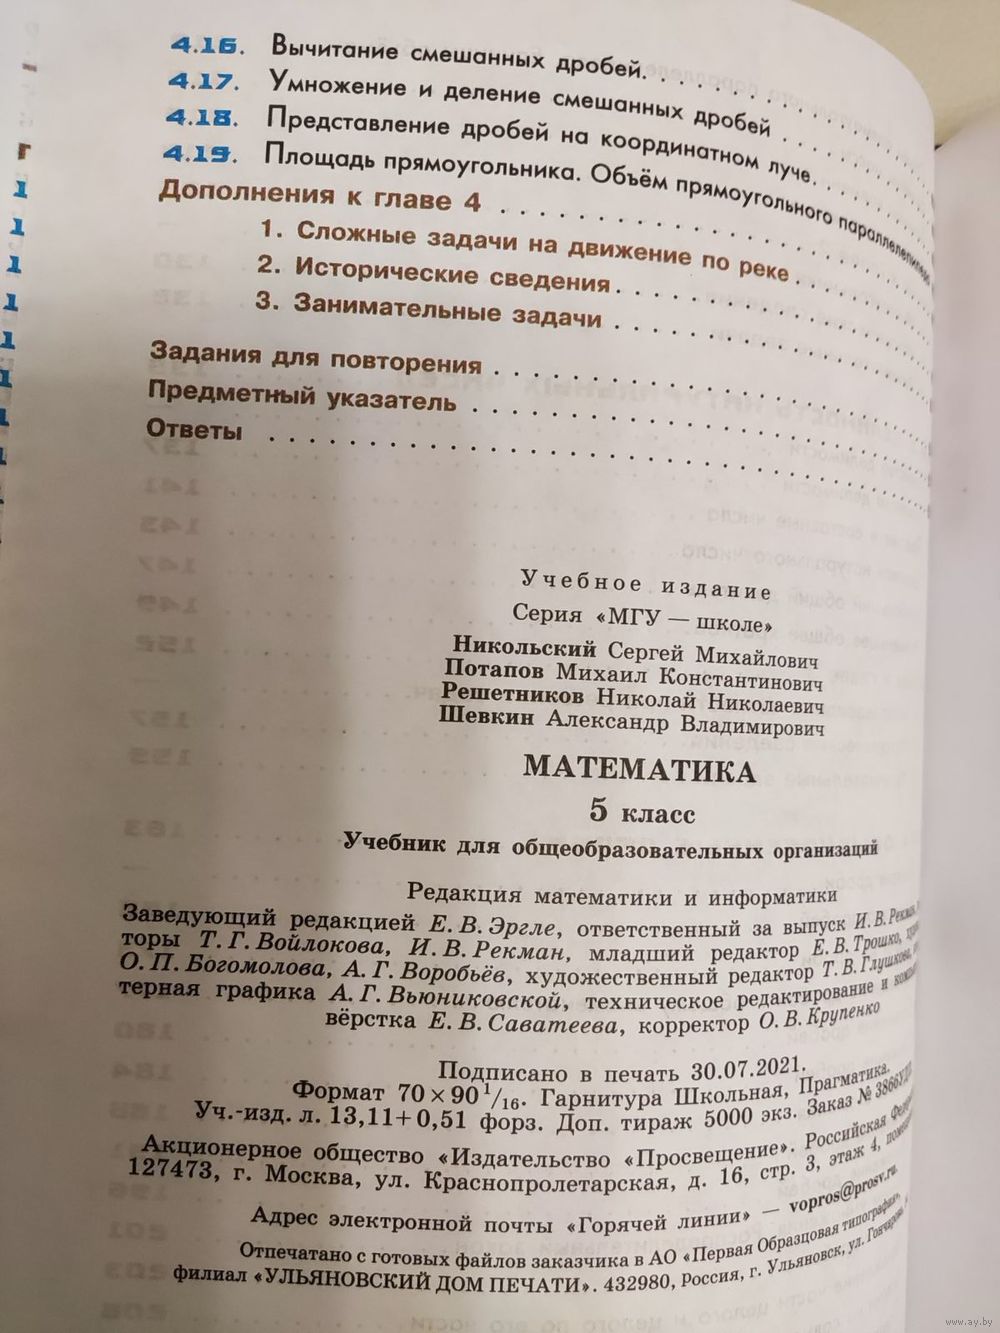 4.16. Вычитание смешанных дробей.
4.17. Умножение и деление смешанных дробей
4.18. Представление дробей на координатном луче.
4.19. Площадь прямоугольника. Объём прямоугольного параллелепипеда
Дополнения к главе 4
1. Сложные задачи на движение по реке
2. Исторические сведения
3. Занимательные задачи
Задания для повторения
Предметный указатель
Ответы
Учебное издание
Серия «МГУ — школе»
Никольский Сергей Михайлович
Потапов Михаил Константинович
Решетников Николай Николаевич
Шевкин Александр Владимирович
МАТЕМАТИКА
5 класс
Учебник для общеобразовательных организаций
Редакция математики и информатики
Заведующий редакцией Е. В. Эргле, ответственный за выпуск И. В. Рекман,
торы Т. Г. Войлокова, И. В. Рекман, младший редактор Е. В. Трошко,
О. П. Богомолова, А. Г. Воробьёв, художественный редактор Т. В. Глушкова,
терная графика А. Г. Вьюниковской, техническое редактирование и
вёрстка Е. В. Саватеева, корректор О. В. Крупенко
Подписано в печать 30.07.2021.
Формат 70 × 90 1/16. Гарнитура Школьная, Прагматика.
Уч.-изд. л. 13,11 + 0,51 форз. Доп. тираж 5000 экз. Заказ №
Акционерное общество «Издательство «Просвещение». Российская
127473, г. Москва, ул. Краснопролетарская, д. 16, стр. 3, этаж 4,
Адрес электронной почты «Горячей линии» — vopros@prosv.ru.
Отпечатано с готовых файлов заказчика в АО «Первая Образцовая типография»,
филиал «УЛЬЯНОВСКИЙ ДОМ ПЕЧАТИ». 432980, Россия, г. Ульяновск, ул. Гончарова
www.ay.by